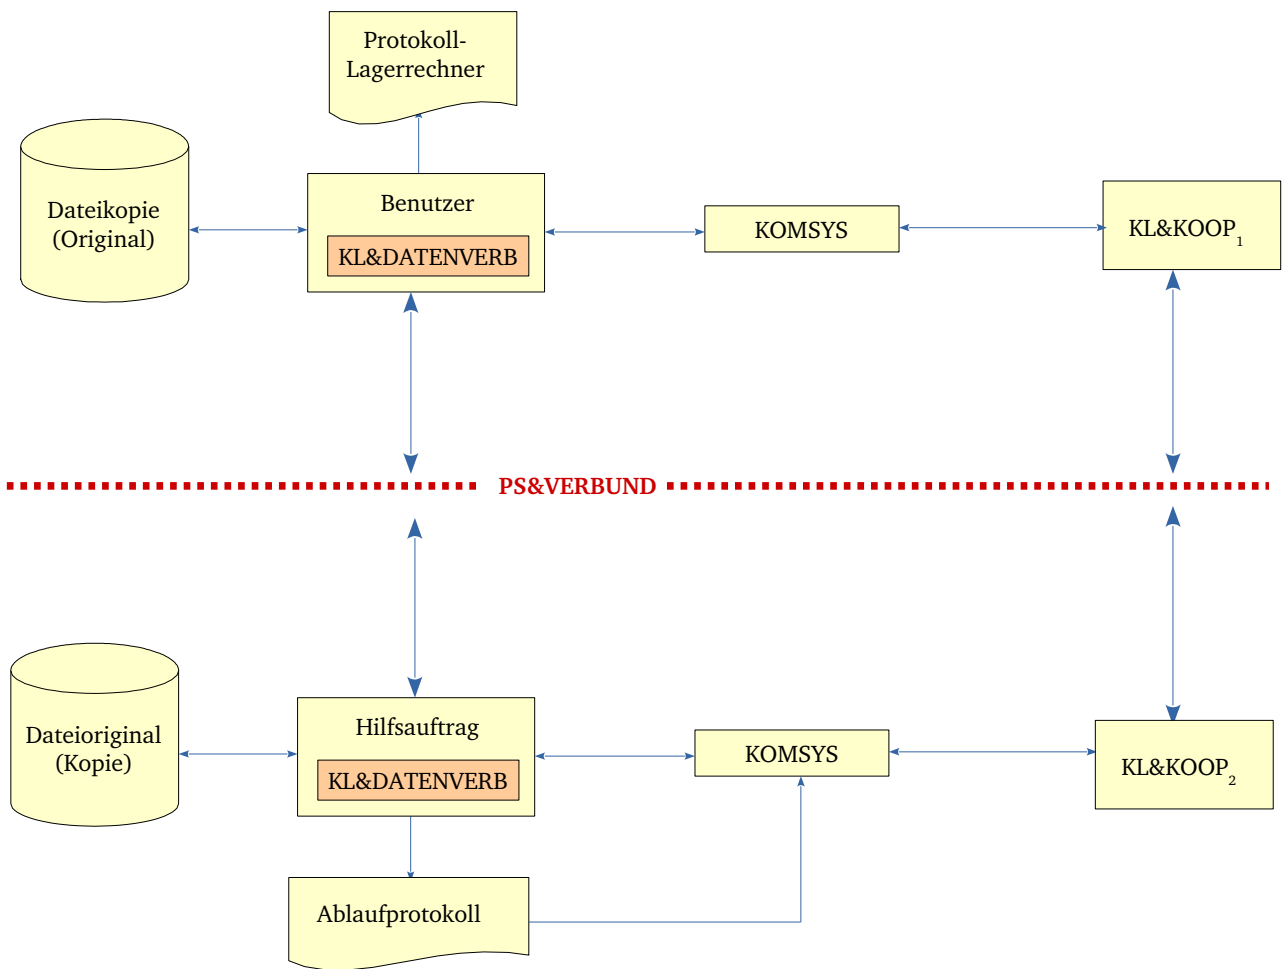 Protokoll-
Lagerrechner
Dateikopie
(Original)
Benutzer
KL&DATENVERB
KOMSYS
KL&KOOP₁
PS&VERBUND
Dateioriginal
(Kopie)
Hilfsauftrag
KL&DATENVERB
KOMSYS
KL&KOOP₂
Ablaufprotokoll